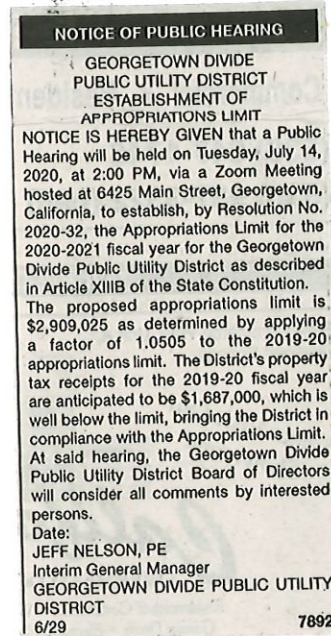 NOTICE OF PUBLIC HEARING
GEORGETOWN DIVIDE
PUBLIC UTILITY DISTRICT
ESTABLISHMENT OF
APPROPRIATIONS LIMIT
NOTICE IS HEREBY GIVEN that a Public
Hearing will be held on Tuesday, July 14,
2020, at 2:00 PM, via a Zoom Meeting
hosted at 6425 Main Street, Georgetown,
California, to establish, by Resolution No.
2020-32, the Appropriations Limit for the
2020-2021 fiscal year for the Georgetown
Divide Public Utility District as described
in Article XIIIB of the State Constitution.
The proposed appropriations limit is
$2,909,025 as determined by applying
a factor of 1.0505 to the 2019-20
appropriations limit. The District's property
tax receipts for the 2019-20 fiscal year
are anticipated to be $1,687,000, which is
well below the limit, bringing the District in
compliance with the Appropriations Limit.
At said hearing, the Georgetown Divide
Public Utility District Board of Directors
will consider all comments by interested
persons.
Date:
JEFF NELSON, PE
Interim General Manager
GEORGETOWN DIVIDE PUBLIC UTILITY
DISTRICT
6/29 7892